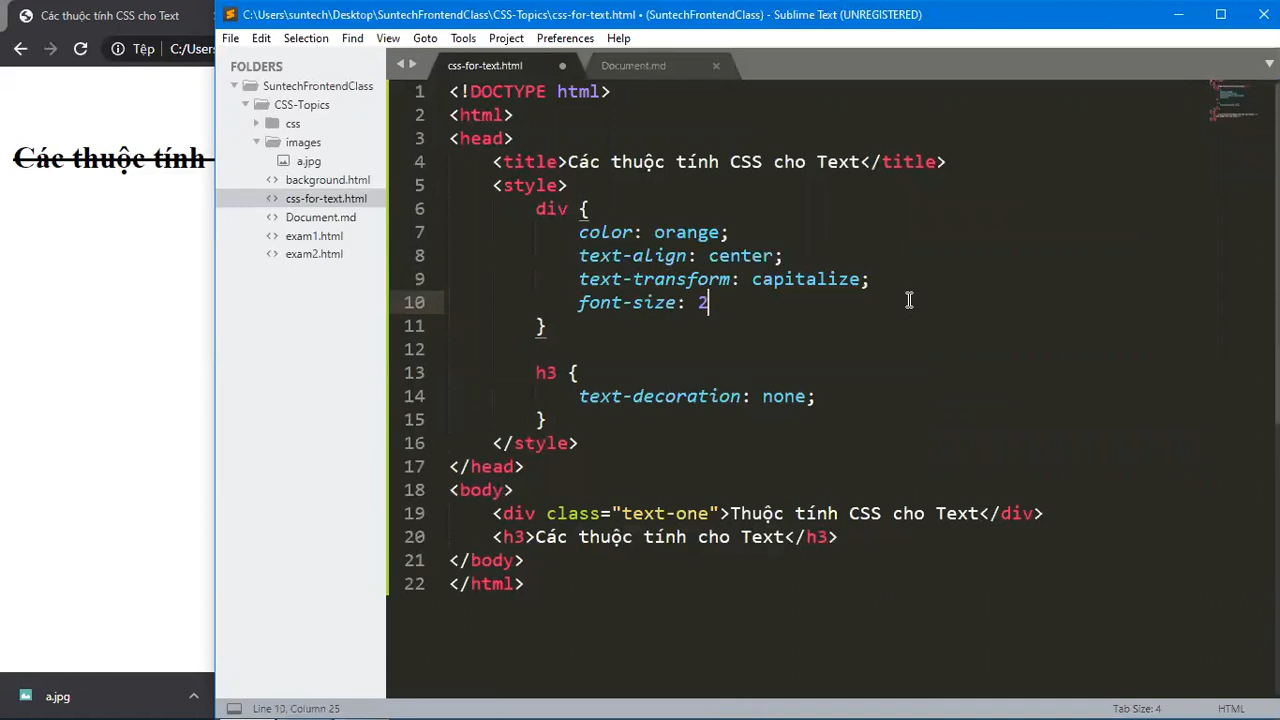 Các thuộc tính CSS cho Text
C:\Users\suntech\Desktop\SuntechFrontendClass\CSS-Topics\css-for-text.html • (SuntechFrontendClass) - Sublime Text (UNREGISTERED)
File Edit Selection Find View Goto Tools Project Preferences Help
Tệp C:/Users
FOLDERS
SuntechFrontendClass
CSS-Topics
css
images
a.jpg
background.html
css-for-text.html
Document.md
exam1.html
exam2.html
Các thuộc tính
css-for-text.html Document.md
1 <!DOCTYPE html>
2 <html>
3 <head>
4 <title>Các thuộc tính CSS cho Text</title>
5 <style>
6 div {
7 color: orange;
8 text-align: center;
9 text-transform: capitalize;
10 font-size: 2
11 }
12
13 h3 {
14 text-decoration: none;
15 }
16 </style>
17 </head>
18 <body>
19 <div class="text-one">Thuộc tính CSS cho Text</div>
20 <h3>Các thuộc tính cho Text</h3>
21 </body>
22 </html>
a.jpg
Line 10, Column 25 Tab Size: 4 HTML